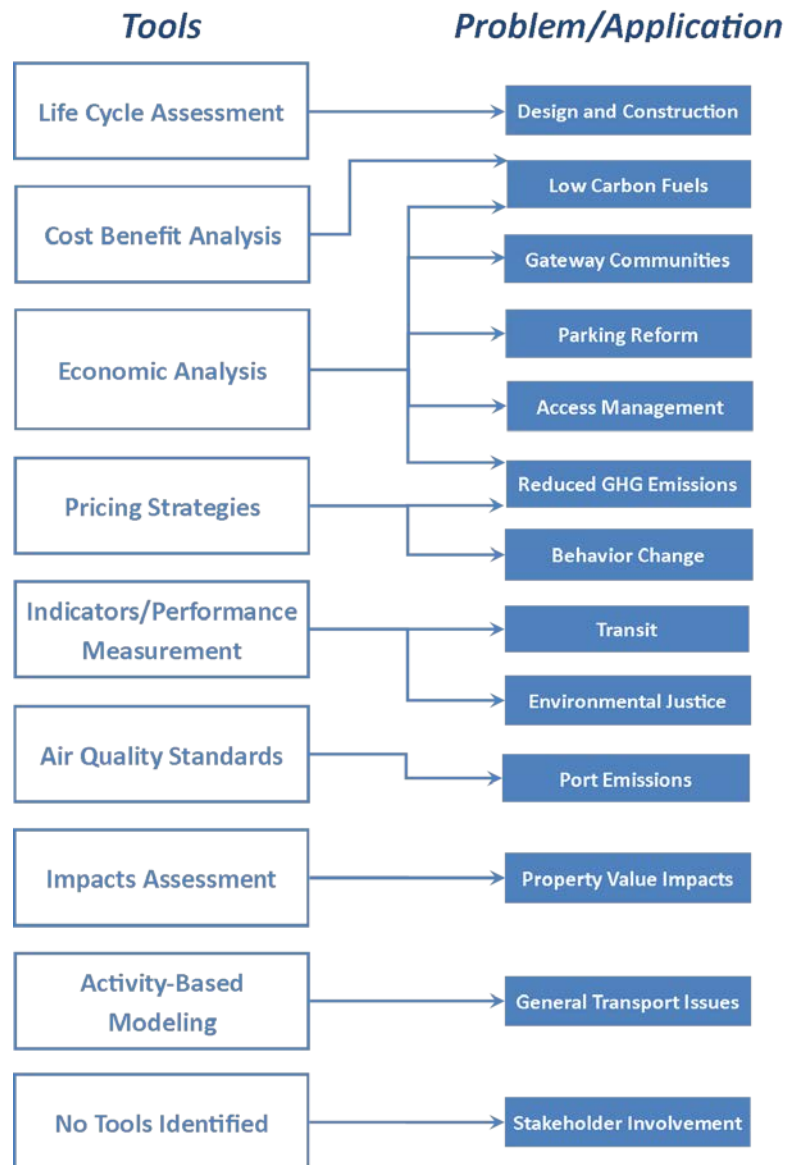 Tools
Problem/Application
Life Cycle Assessment
Design and Construction
Cost Benefit Analysis
Low Carbon Fuels
Gateway Communities
Economic Analysis
Parking Reform
Access Management
Pricing Strategies
Reduced GHG Emissions
Behavior Change
Indicators/Performance
Measurement
Transit
Environmental Justice
Air Quality Standards
Port Emissions
Impacts Assessment
Property Value Impacts
Activity-Based
Modeling
General Transport Issues
No Tools Identified
Stakeholder Involvement